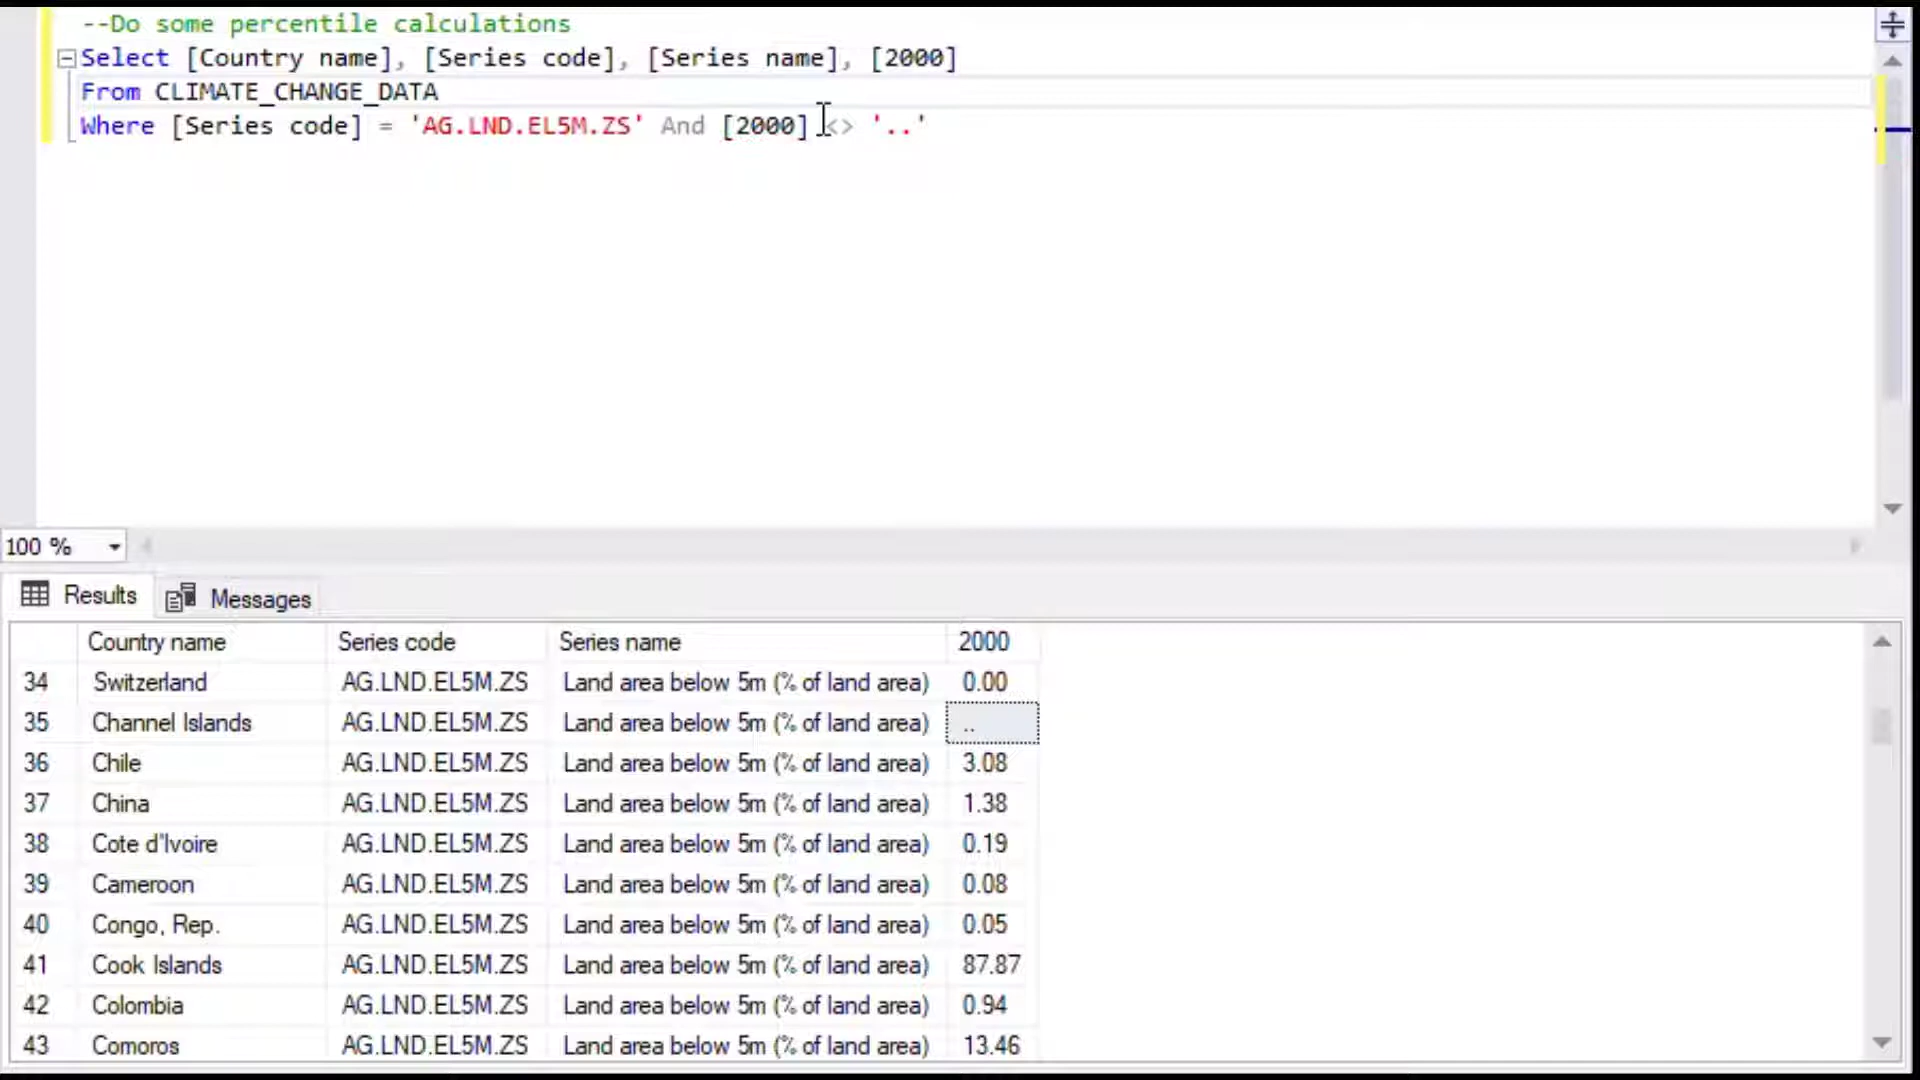 --Do some percentile calculations
Select [Country name], [Series code], [Series name], [2000]
From CLIMATE_CHANGE_DATA
Where [Series code] = 'AG.LND.EL5M.ZS' And [2000] <> '..'
100 %
Results Messages
Country name Series code Series name 2000
34 Switzerland AG.LND.EL5M.ZS Land area below 5m (% of land area) 0.00
35 Channel Islands AG.LND.EL5M.ZS Land area below 5m (% of land area) ..
36 Chile AG.LND.EL5M.ZS Land area below 5m (% of land area) 3.08
37 China AG.LND.EL5M.ZS Land area below 5m (% of land area) 1.38
38 Cote d'Ivoire AG.LND.EL5M.ZS Land area below 5m (% of land area) 0.19
39 Cameroon AG.LND.EL5M.ZS Land area below 5m (% of land area) 0.08
40 Congo, Rep. AG.LND.EL5M.ZS Land area below 5m (% of land area) 0.05
41 Cook Islands AG.LND.EL5M.ZS Land area below 5m (% of land area) 87.87
42 Colombia AG.LND.EL5M.ZS Land area below 5m (% of land area) 0.94
43 Comoros AG.LND.EL5M.ZS Land area below 5m (% of land area) 13.46